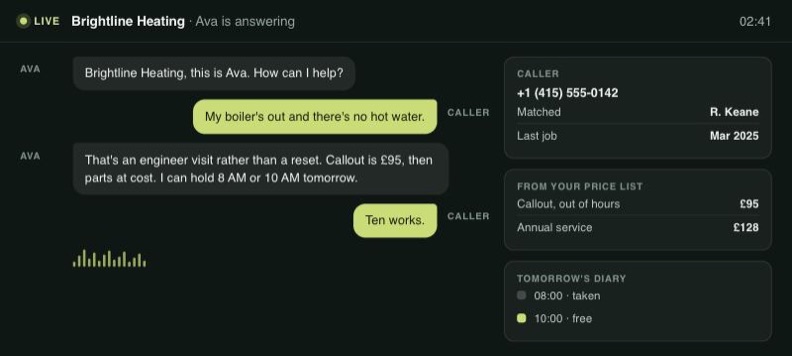 LIVE Brightline Heating · Ava is answering 02:41
AVA
Brightline Heating, this is Ava. How can I help?
My boiler's out and there's no hot water.
CALLER
AVA
That's an engineer visit rather than a reset. Callout is £95, then
parts at cost. I can hold 8 AM or 10 AM tomorrow.
Ten works.
CALLER
CALLER
+1 (415) 555-0142
Matched R. Keane
Last job Mar 2025
FROM YOUR PRICE LIST
Callout, out of hours £95
Annual service £128
TOMORROW'S DIARY
08:00 · taken
10:00 · free